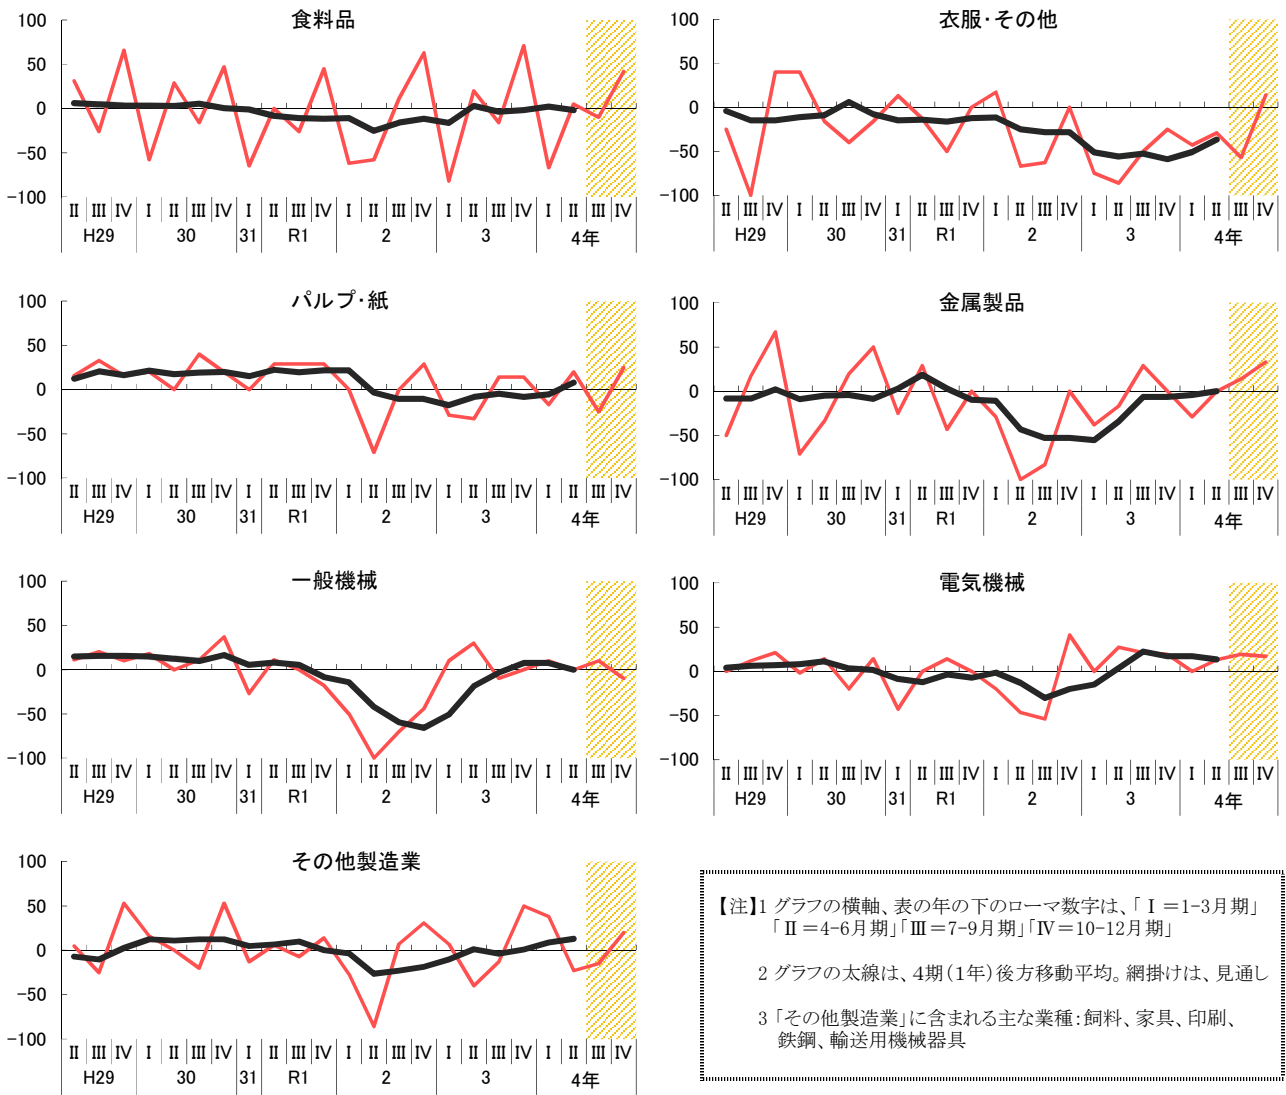 食料品
100
50
0
-50
-100
Ⅱ Ⅲ Ⅳ Ⅰ Ⅱ Ⅲ Ⅳ Ⅰ Ⅱ Ⅲ Ⅳ Ⅰ Ⅱ Ⅲ Ⅳ Ⅰ Ⅱ Ⅲ Ⅳ Ⅰ Ⅱ Ⅲ Ⅳ
H29 30 31 R1 2 3 4年
衣服・その他
100
50
0
-50
-100
Ⅱ Ⅲ Ⅳ Ⅰ Ⅱ Ⅲ Ⅳ Ⅰ Ⅱ Ⅲ Ⅳ Ⅰ Ⅱ Ⅲ Ⅳ Ⅰ Ⅱ Ⅲ Ⅳ Ⅰ Ⅱ Ⅲ Ⅳ
H29 30 31 R1 2 3 4年
パルプ・紙
100
50
0
-50
-100
Ⅱ Ⅲ Ⅳ Ⅰ Ⅱ Ⅲ Ⅳ Ⅰ Ⅱ Ⅲ Ⅳ Ⅰ Ⅱ Ⅲ Ⅳ Ⅰ Ⅱ Ⅲ Ⅳ Ⅰ Ⅱ Ⅲ Ⅳ
H29 30 31 R1 2 3 4年
金属製品
100
50
0
-50
-100
Ⅱ Ⅲ Ⅳ Ⅰ Ⅱ Ⅲ Ⅳ Ⅰ Ⅱ Ⅲ Ⅳ Ⅰ Ⅱ Ⅲ Ⅳ Ⅰ Ⅱ Ⅲ Ⅳ Ⅰ Ⅱ Ⅲ Ⅳ
H29 30 31 R1 2 3 4年
一般機械
100
50
0
-50
-100
Ⅱ Ⅲ Ⅳ Ⅰ Ⅱ Ⅲ Ⅳ Ⅰ Ⅱ Ⅲ Ⅳ Ⅰ Ⅱ Ⅲ Ⅳ Ⅰ Ⅱ Ⅲ Ⅳ Ⅰ Ⅱ Ⅲ Ⅳ
H29 30 31 R1 2 3 4年
電気機械
100
50
0
-50
-100
Ⅱ Ⅲ Ⅳ Ⅰ Ⅱ Ⅲ Ⅳ Ⅰ Ⅱ Ⅲ Ⅳ Ⅰ Ⅱ Ⅲ Ⅳ Ⅰ Ⅱ Ⅲ Ⅳ Ⅰ Ⅱ Ⅲ Ⅳ
H29 30 31 R1 2 3 4年
その他製造業
100
50
0
-50
-100
Ⅱ Ⅲ Ⅳ Ⅰ Ⅱ Ⅲ Ⅳ Ⅰ Ⅱ Ⅲ Ⅳ Ⅰ Ⅱ Ⅲ Ⅳ Ⅰ Ⅱ Ⅲ Ⅳ Ⅰ Ⅱ Ⅲ Ⅳ
H29 30 31 R1 2 3 4年
【注】1 グラフの横軸、表の年の下のローマ数字は、「Ⅰ=1-3月期」
「Ⅱ=4-6月期」「Ⅲ=7-9月期」「Ⅳ=10-12月期」
2 グラフの太線は、4期(1年)後方移動平均。網掛けは、見通し
3 「その他製造業」に含まれる主な業種:飼料、家具、印刷、
鉄鋼、輸送用機械器具